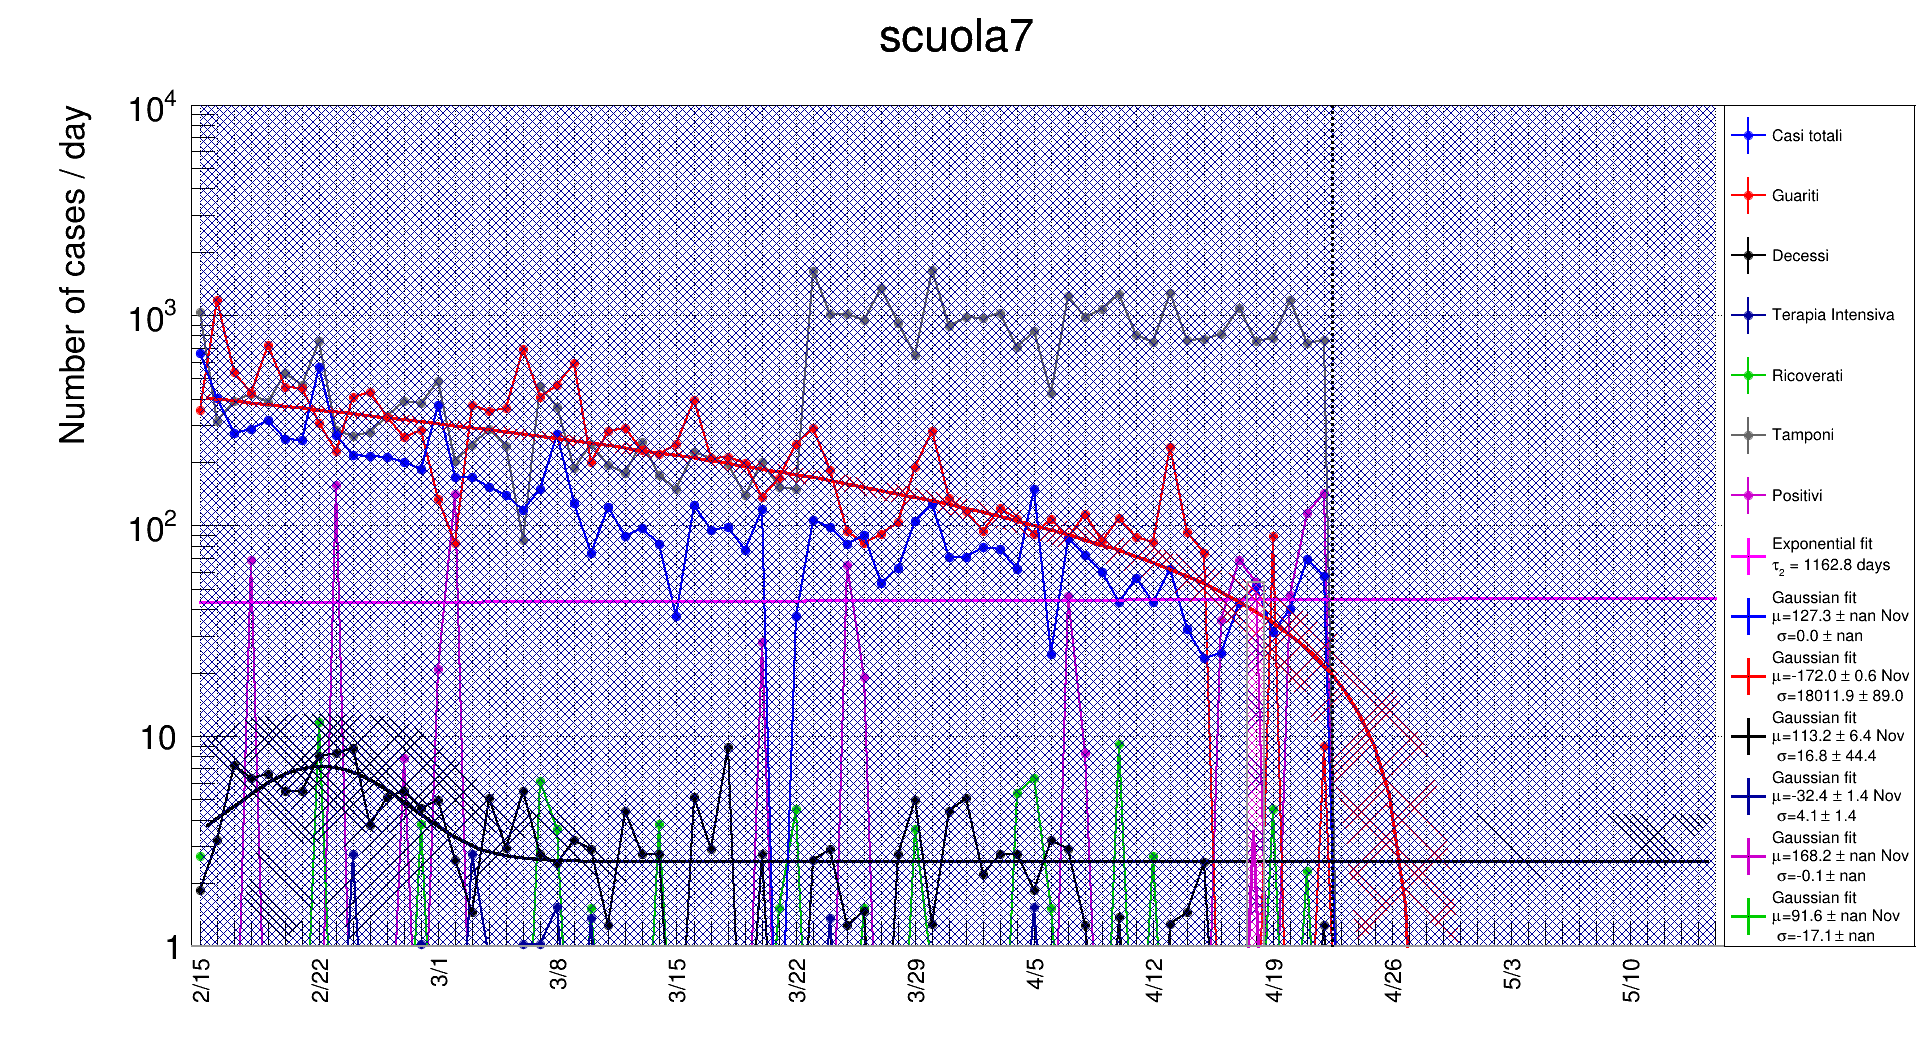 scuola7
Number of cases / day
10^4
10^3
10^2
10
1
2/15
2/22
3/1
3/8
3/15
3/22
3/29
4/5
4/12
4/19
4/26
5/3
5/10
Casi totali
Guariti
Decessi
Terapia Intensiva
Ricoverati
Tamponi
Positivi
Exponential fit
τ2 = 1162.8 days
Gaussian fit
μ=127.3 ± nan Nov
σ=0.0 ± nan
Gaussian fit
μ=-172.0 ± 0.6 Nov
σ=18011.9 ± 89.0
Gaussian fit
μ=113.2 ± 6.4 Nov
σ=16.8 ± 44.4
Gaussian fit
μ=-32.4 ± 1.4 Nov
σ=4.1 ± 1.4
Gaussian fit
μ=168.2 ± nan Nov
σ=-0.1 ± nan
Gaussian fit
μ=91.6 ± nan Nov
σ=-17.1 ± nan